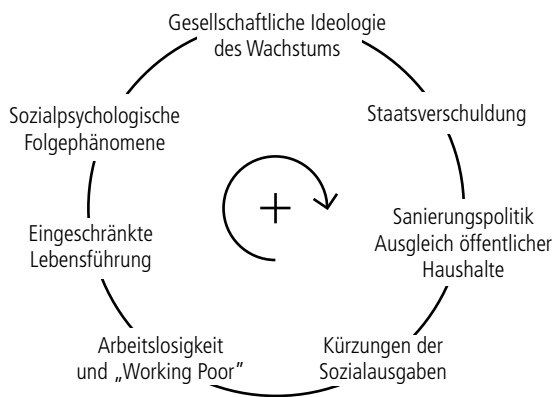 Gesellschaftliche Ideologie
des Wachstums
Staatsverschuldung
Sanierungspolitik
Ausgleich öffentlicher
Haushalte
Kürzungen der
Sozialausgaben
Arbeitslosigkeit
und „Working Poor”
Eingeschränkte
Lebensführung
Sozialpsychologische
Folgephänomene
+